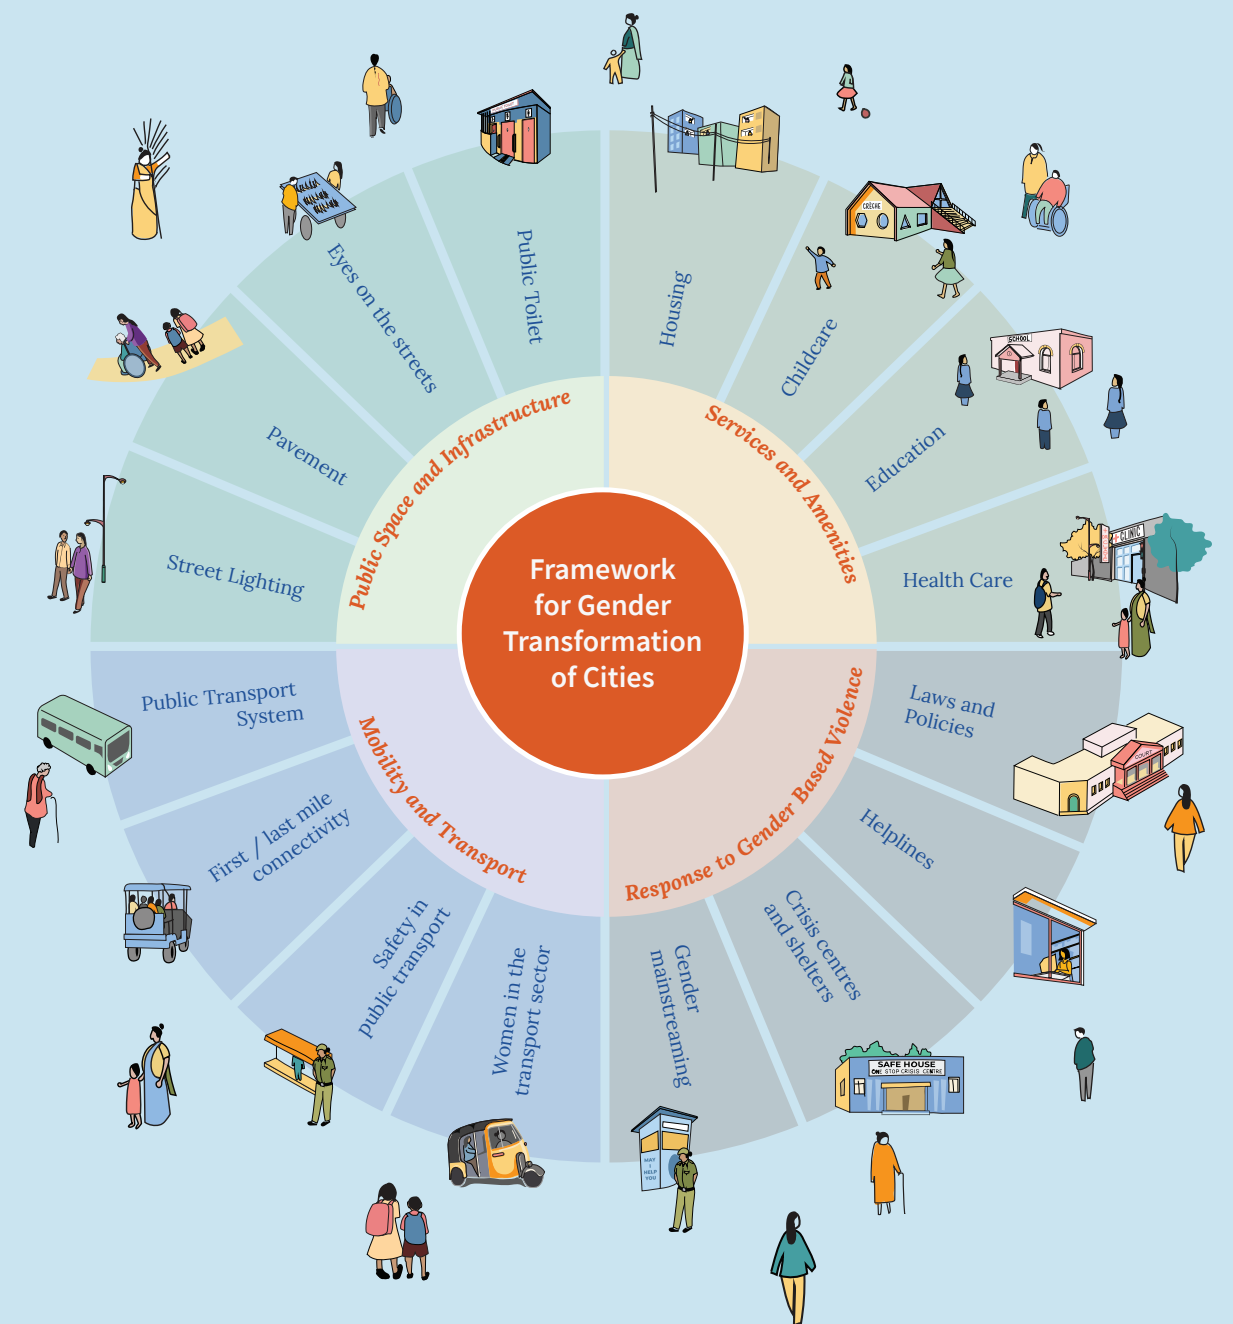 Framework
for Gender
Transformation
of Cities
Public Space and Infrastructure
Street Lighting
Pavement
Eyes on the streets
Public Toilet
Services and Amenities
Housing
Childcare
CRÈCHE
Education
SCHOOL
Health Care
CLINIC
Response to Gender Based Violence
Laws and
Policies
COURT
Helplines
Crisis centres
and shelters
SAFE HOUSE
ONE STOP CRISIS CENTRE
Gender
mainstreaming
MAY
I
HELP
YOU
Mobility and Transport
Women in the
transport sector
Safety in
public transport
First / last mile
connectivity
Public Transport
System